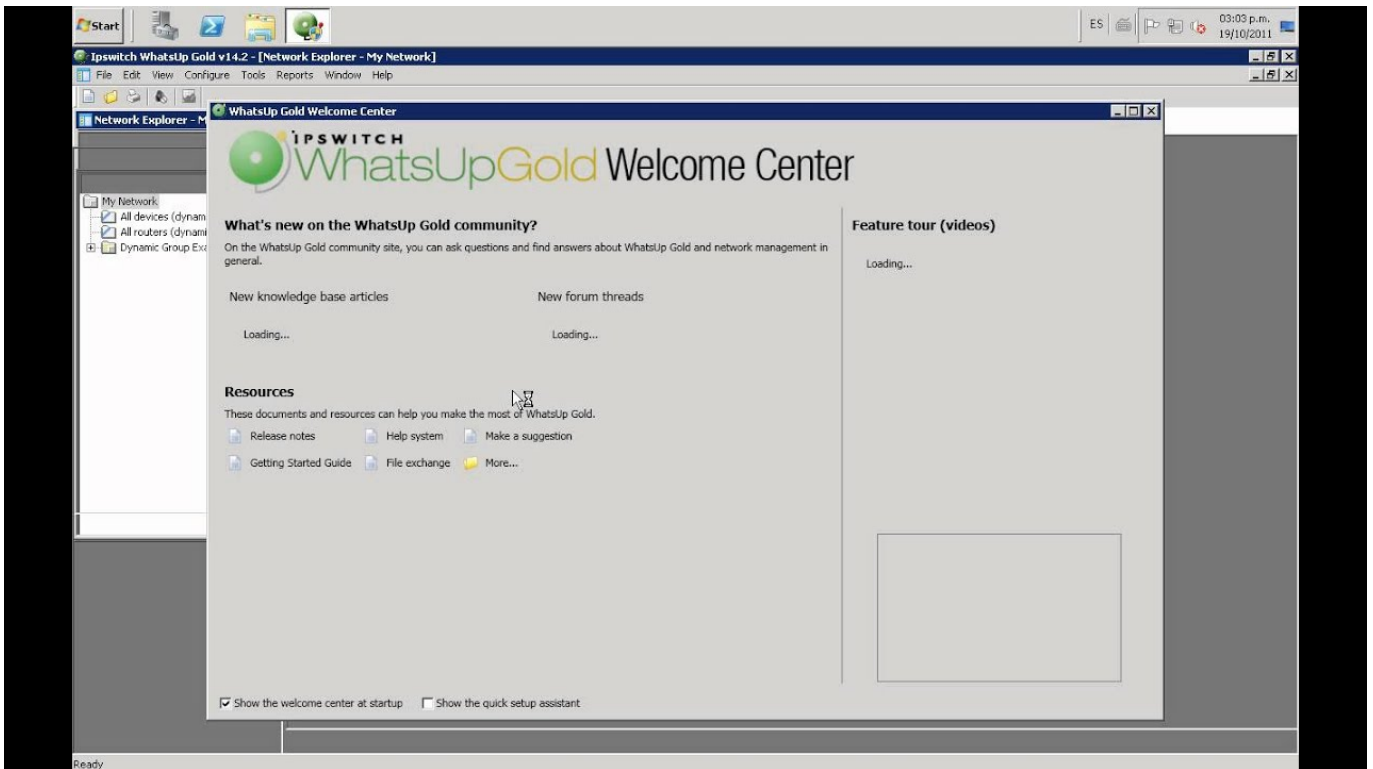 Start
ES
03:03 p.m.
19/10/2011
Ipswitch WhatsUp Gold v14.2 - [Network Explorer - My Network]
File Edit View Configure Tools Reports Window Help
Network Explorer - M
WhatsUp Gold Welcome Center
IPSWITCH
WhatsUpGold Welcome Center
My Network
All devices (dynam
All routers (dynami
Dynamic Group Exa
What's new on the WhatsUp Gold community?
On the WhatsUp Gold community site, you can ask questions and find answers about WhatsUp Gold and network management in
general.
New knowledge base articles
New forum threads
Loading...
Loading...
Resources
These documents and resources can help you make the most of WhatsUp Gold.
Release notes
Help system
Make a suggestion
Getting Started Guide
File exchange
More...
Feature tour (videos)
Loading...
Show the welcome center at startup
Show the quick setup assistant
Ready